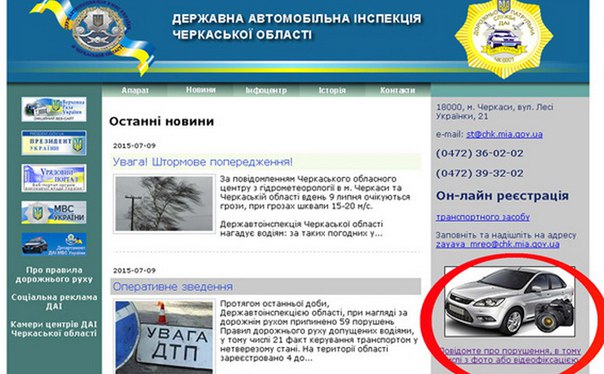 ДЕРЖАВНА АВТОМОБІЛЬНА ІНСПЕКЦІЯ
ЧЕРКАСЬКОЇ ОБЛАСТІ
Апарат
Новини
Інфоцентр
Історія
Контакти
Верховна
Рада
України
ПРЕЗИДЕНТ
УКРАЇНИ
УРЯДОВИЙ
ПОРТАЛ
МВС
УКРАЇНИ
Департамент
ДАІ МВС України
Про правила
дорожнього руху
Соціальна реклама
ДАІ
Камери центрів ДАІ
Черкаської області
Останні новини
2015-07-09
Увага! Штормове попередження!
За повідомленням Черкаського обласного
центру з гідрометеорології в м. Черкаси та
Черкаській області вдень 9 липня очікуються
грози, при грозах шквали 15-20 м/с.
Державтоінспекція Черкаської області
нагадує водіям: за таких погодних у...
2015-07-09
Оперативне зведення
УВАГА
ДТП
Протягом останньої доби,
Державтоінспекцією області, при нагляді за
дорожнім рухом припинено 59 порушень
Правил дорожнього руху допущених водіями,
у тому числі 21 факт керування транспортом у
нетверезому стані. На території області
зареєстровано 4 до...
18000, м. Черкаси, вул. Лесі
Українки, 21
e-mail: st@chk.mia.gov.ua
(0472) 36-02-02
(0472) 39-32-02
Он-лайн реєстрація
транспортного засобу
Заповніть та надішліть на адресу
zayava_mreo@chk.mia.gov.ua
Повідомте про порушення, в тому
числі з фото або відеофіксацією